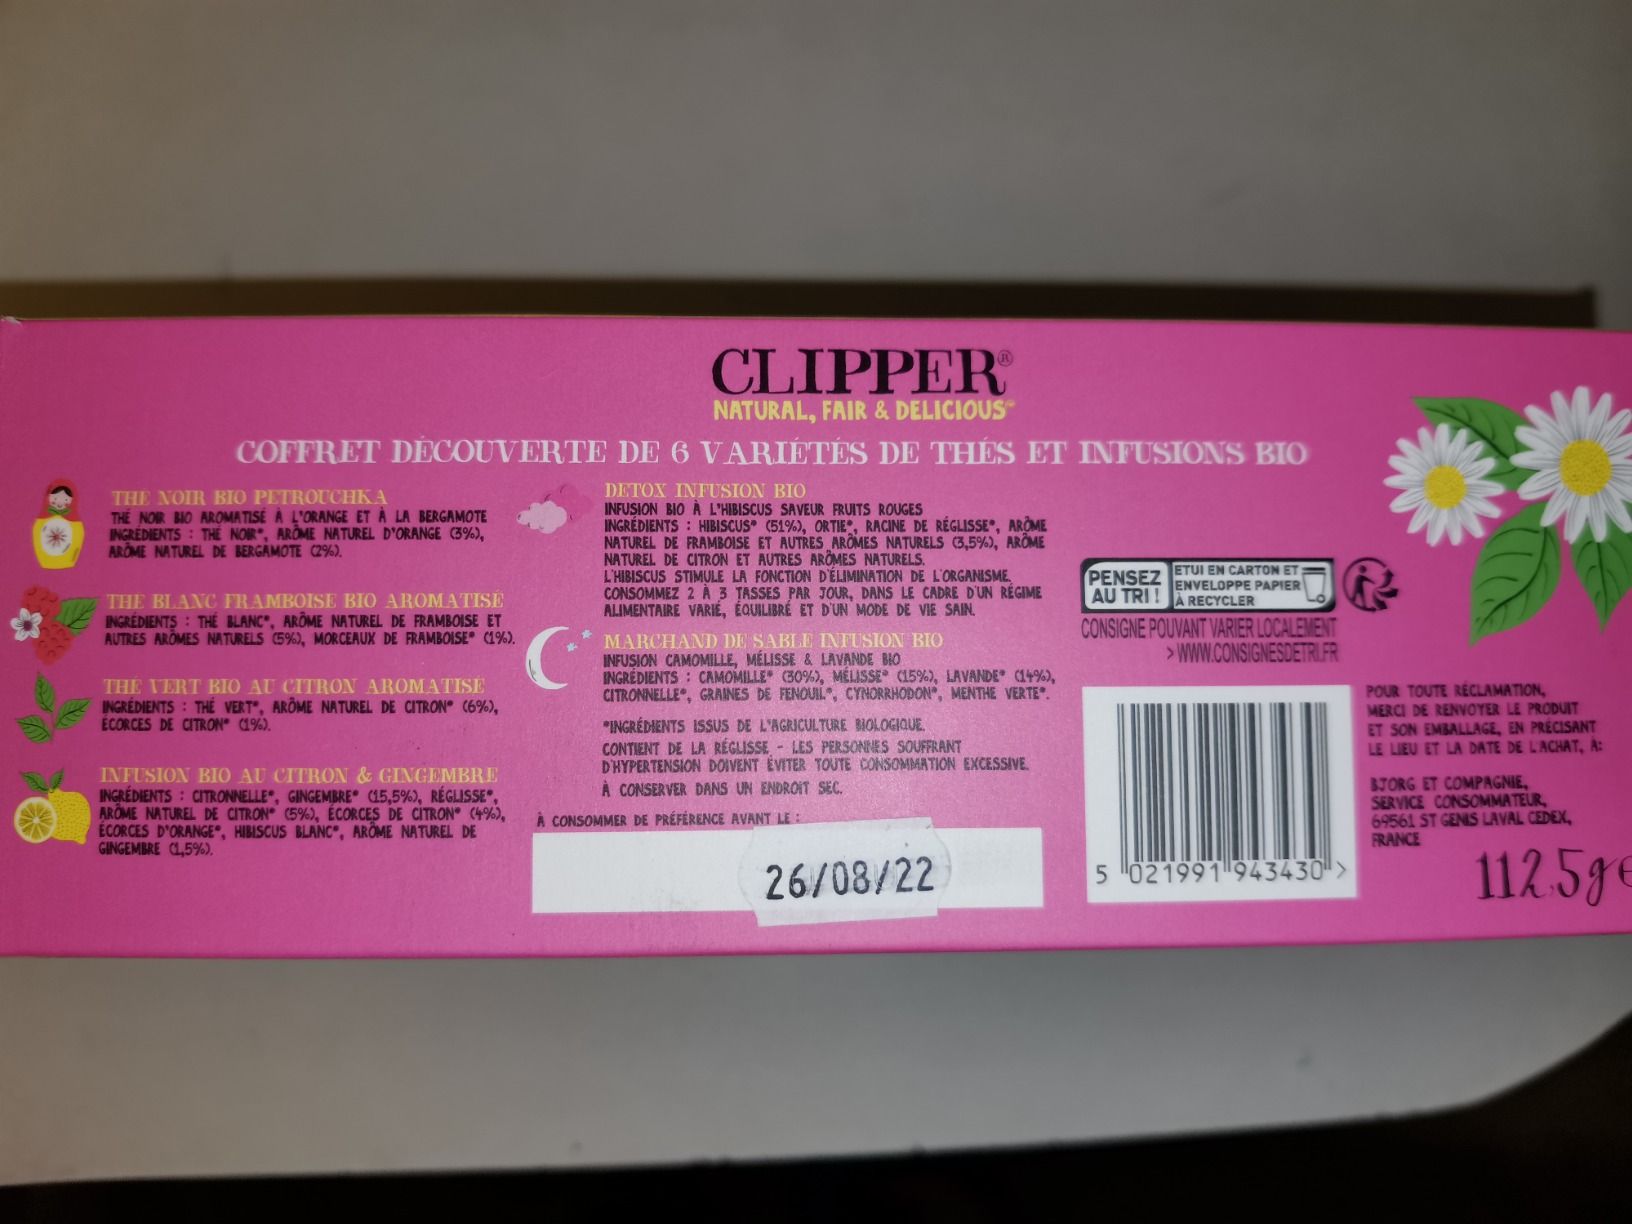 CLIPPER®
NATURAL, FAIR & DELICIOUS™
COFFRET DÉCOUVERTE DE 6 VARIÉTÉS DE THÉS ET INFUSIONS BIO
THÉ NOIR BIO PETROUCHKA
THÉ NOIR BIO AROMATISÉ À L'ORANGE ET À LA BERGAMOTE
INGRÉDIENTS : THÉ NOIR*, ARÔME NATUREL D'ORANGE (3%),
ARÔME NATUREL DE BERGAMOTE (2%).
THÉ BLANC FRAMBOISE BIO AROMATISÉ
INGRÉDIENTS : THÉ BLANC*, ARÔME NATUREL DE FRAMBOISE ET
AUTRES ARÔMES NATURELS (5%), MORCEAUX DE FRAMBOISE* (1%).
THÉ VERT BIO AU CITRON AROMATISÉ
INGRÉDIENTS : THÉ VERT*, ARÔME NATUREL DE CITRON* (6%),
ÉCORCES DE CITRON* (1%).
INFUSION BIO AU CITRON & GINGEMBRE
INGRÉDIENTS : CITRONNELLE*, GINGEMBRE* (15,5%), RÉGLISSE*,
ARÔME NATUREL DE CITRON* (5%), ÉCORCES DE CITRON* (4%),
ÉCORCES D'ORANGE*, HIBISCUS BLANC*, ARÔME NATUREL DE
GINGEMBRE (1,5%).
DETOX INFUSION BIO
INFUSION BIO À L'HIBISCUS SAVEUR FRUITS ROUGES
INGRÉDIENTS : HIBISCUS* (51%), ORTIE*, RACINE DE RÉGLISSE*, ARÔME
NATUREL DE FRAMBOISE ET AUTRES ARÔMES NATURELS (3,5%), ARÔME
NATUREL DE CITRON ET AUTRES ARÔMES NATURELS.
L'HIBISCUS STIMULE LA FONCTION D'ÉLIMINATION DE L'ORGANISME.
CONSOMMEZ 2 À 3 TASSES PAR JOUR, DANS LE CADRE D'UN RÉGIME
ALIMENTAIRE VARIÉ, ÉQUILIBRÉ ET D'UN MODE DE VIE SAIN.
MARCHAND DE SABLE INFUSION BIO
INFUSION CAMOMILLE, MÉLISSE & LAVANDE BIO
INGRÉDIENTS : CAMOMILLE* (30%), MÉLISSE* (15%), LAVANDE* (14%),
CITRONNELLE*, GRAINES DE FENOUIL*, CYNORRHODON*, MENTHE VERTE*.
*INGRÉDIENTS ISSUS DE L'AGRICULTURE BIOLOGIQUE.
CONTIENT DE LA RÉGLISSE - LES PERSONNES SOUFFRANT
D'HYPERTENSION DOIVENT ÉVITER TOUTE CONSOMMATION EXCESSIVE.
À CONSERVER DANS UN ENDROIT SEC.
À CONSOMMER DE PRÉFÉRENCE AVANT LE :
26/08/22
PENSEZ
AU TRI !
ETUI EN CARTON ET
ENVELOPPE PAPIER
À RECYCLER
CONSIGNE POUVANT VARIER LOCALEMENT
> WWW.CONSIGNESDETRI.FR
5 021991 943430 >
POUR TOUTE RÉCLAMATION,
MERCI DE RENVOYER LE PRODUIT
ET SON EMBALLAGE, EN PRÉCISANT
LE LIEU ET LA DATE DE L'ACHAT, À:
BJORG ET COMPAGNIE,
SERVICE CONSOMMATEUR,
69561 ST GENIS LAVAL CEDEX,
FRANCE
112.5g e